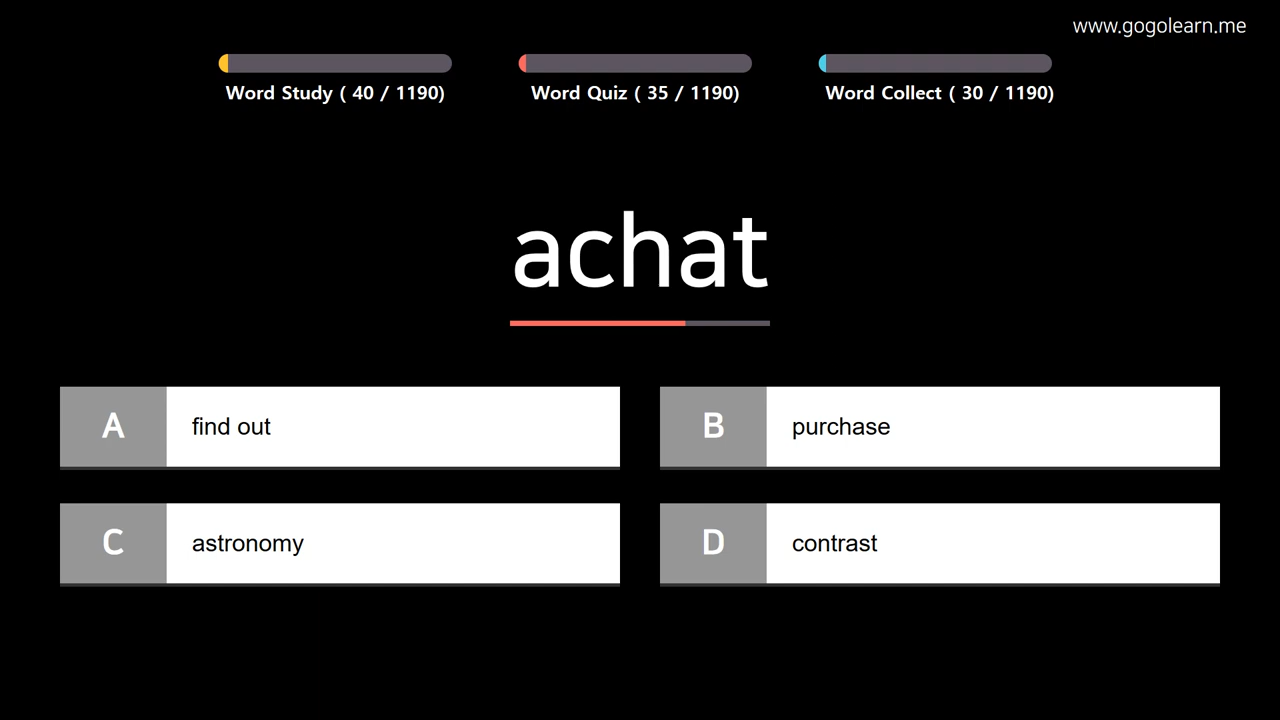 www.gogolearn.me
Word Study ( 40 / 1190)
Word Quiz ( 35 / 1190)
Word Collect ( 30 / 1190)
achat
A
find out
B
purchase
C
astronomy
D
contrast